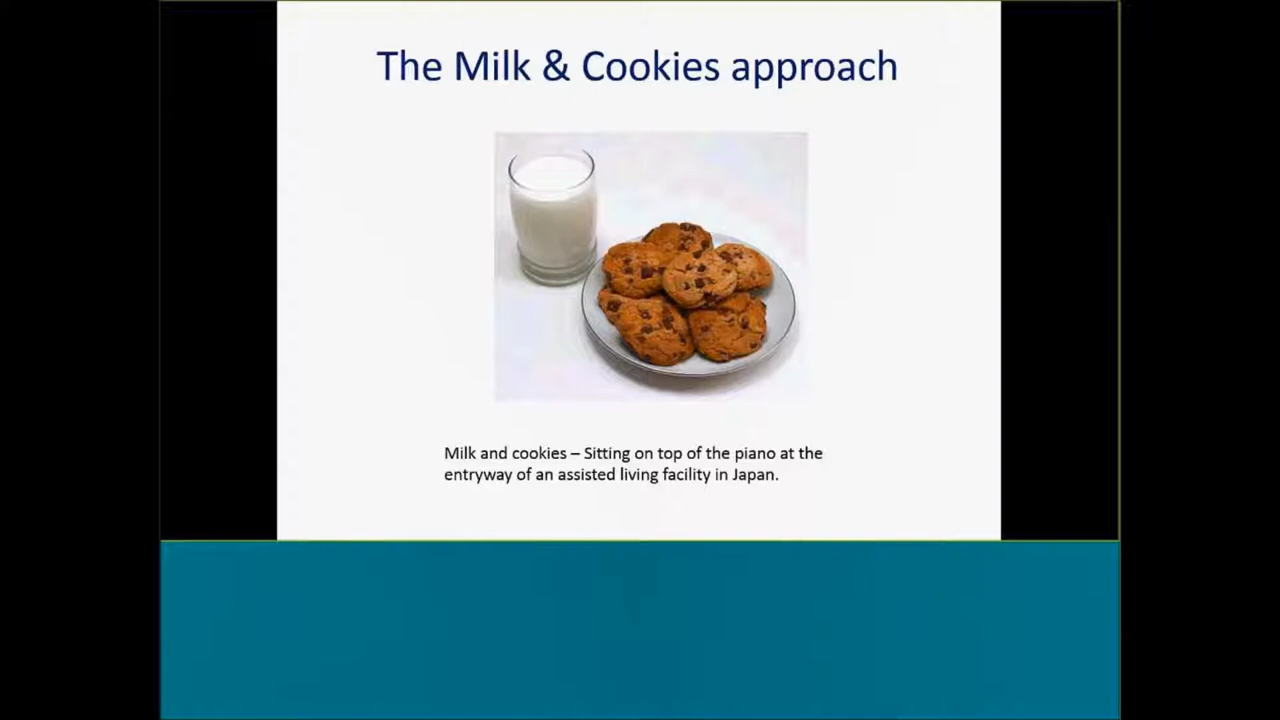 The Milk & Cookies approach
Milk and cookies – Sitting on top of the piano at the
entryway of an assisted living facility in Japan.